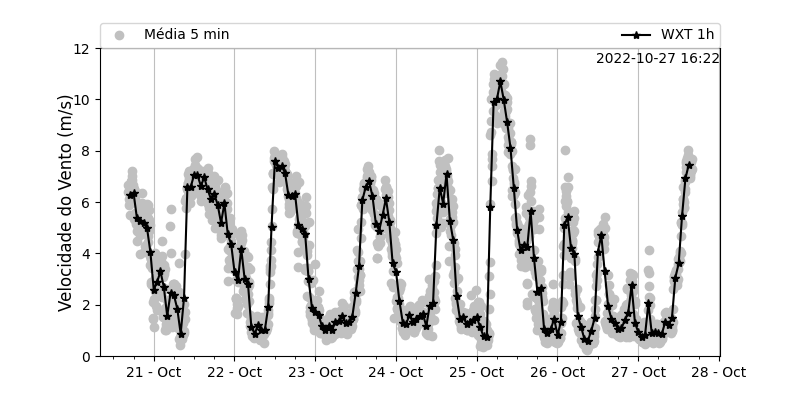 Média 5 min
WXT 1h
2022-10-27 16:22
Velocidade do Vento (m/s)
12
10
8
6
4
2
0
21 - Oct
22 - Oct
23 - Oct
24 - Oct
25 - Oct
26 - Oct
27 - Oct
28 - Oct